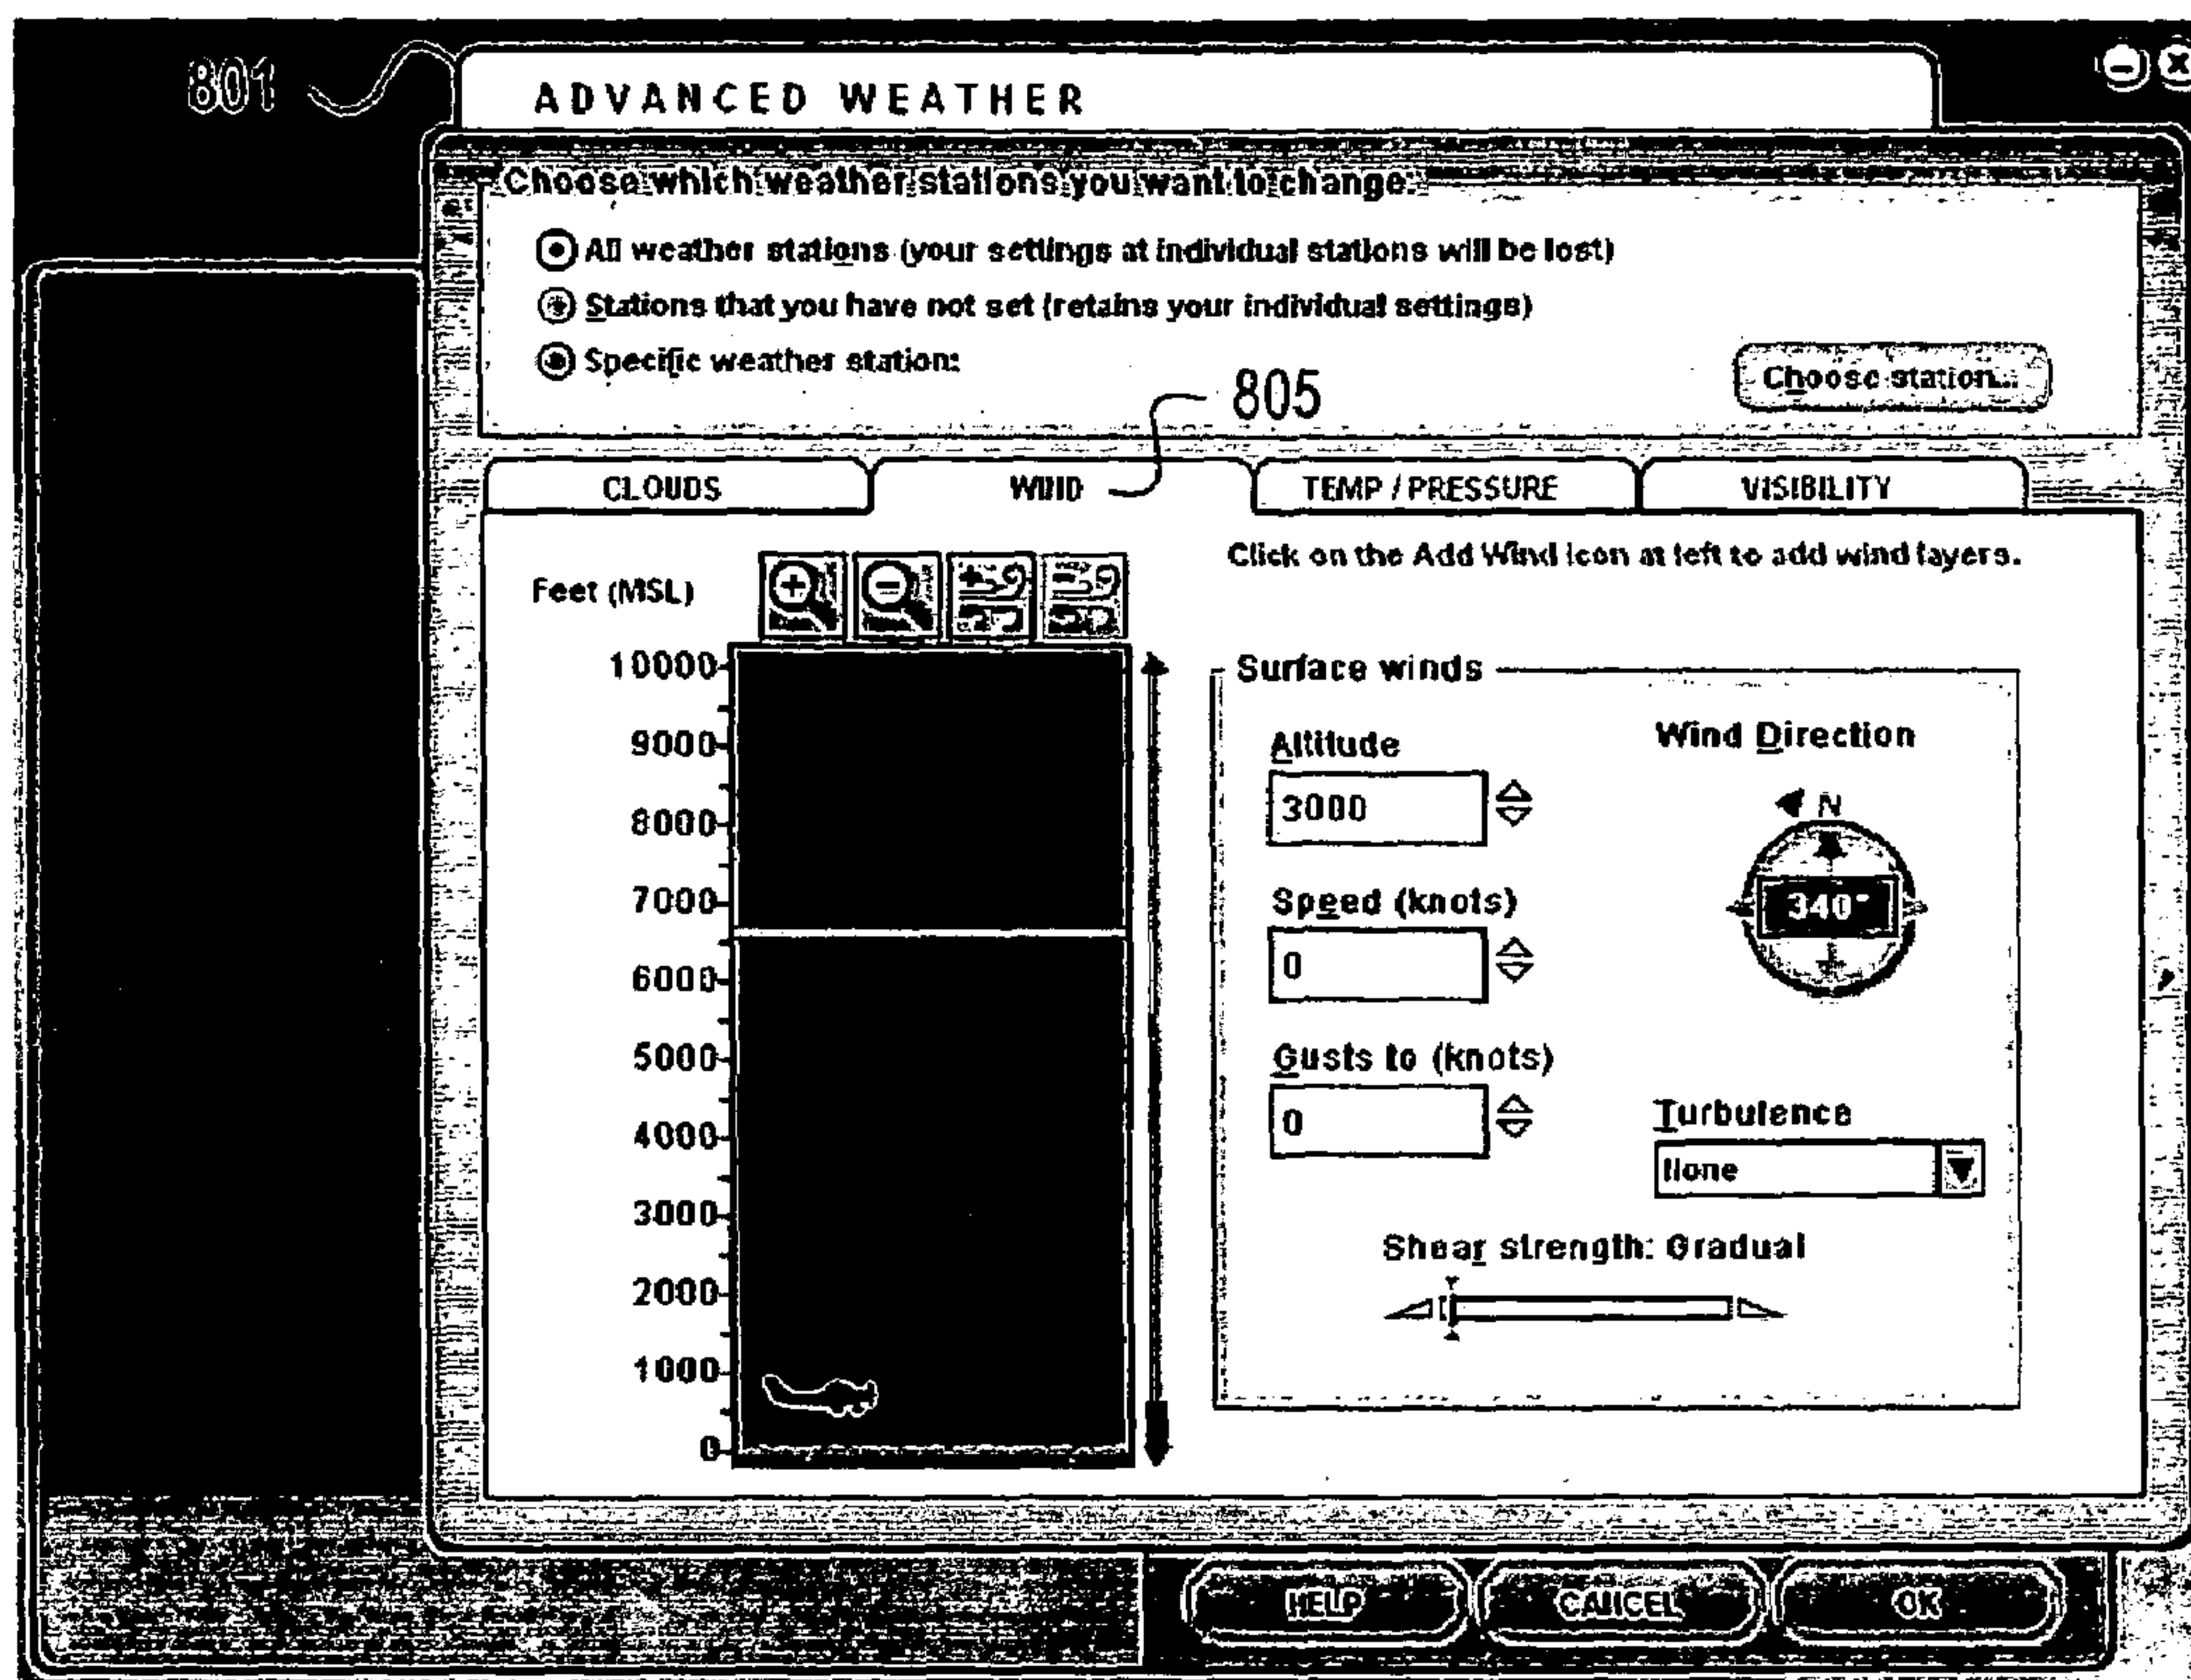 801
ADVANCED WEATHER
Choose which weather stations you want to change.
All weather stations (your settings at individual stations will be lost)
Stations that you have not set (retains your individual settings)
Specific weather station:
Choose station...
805
CLOUDS WIND TEMP / PRESSURE VISIBILITY
Click on the Add Wind icon at left to add wind layers.
Feet (MSL)
10000
9000
8000
7000
6000
5000
4000
3000
2000
1000
0
Surface winds
Altitude
3000
Wind Direction
N
340°
Speed (knots)
0
Gusts to (knots)
0
Turbulence
None
Shear strength: Gradual
HELP CANCEL OK